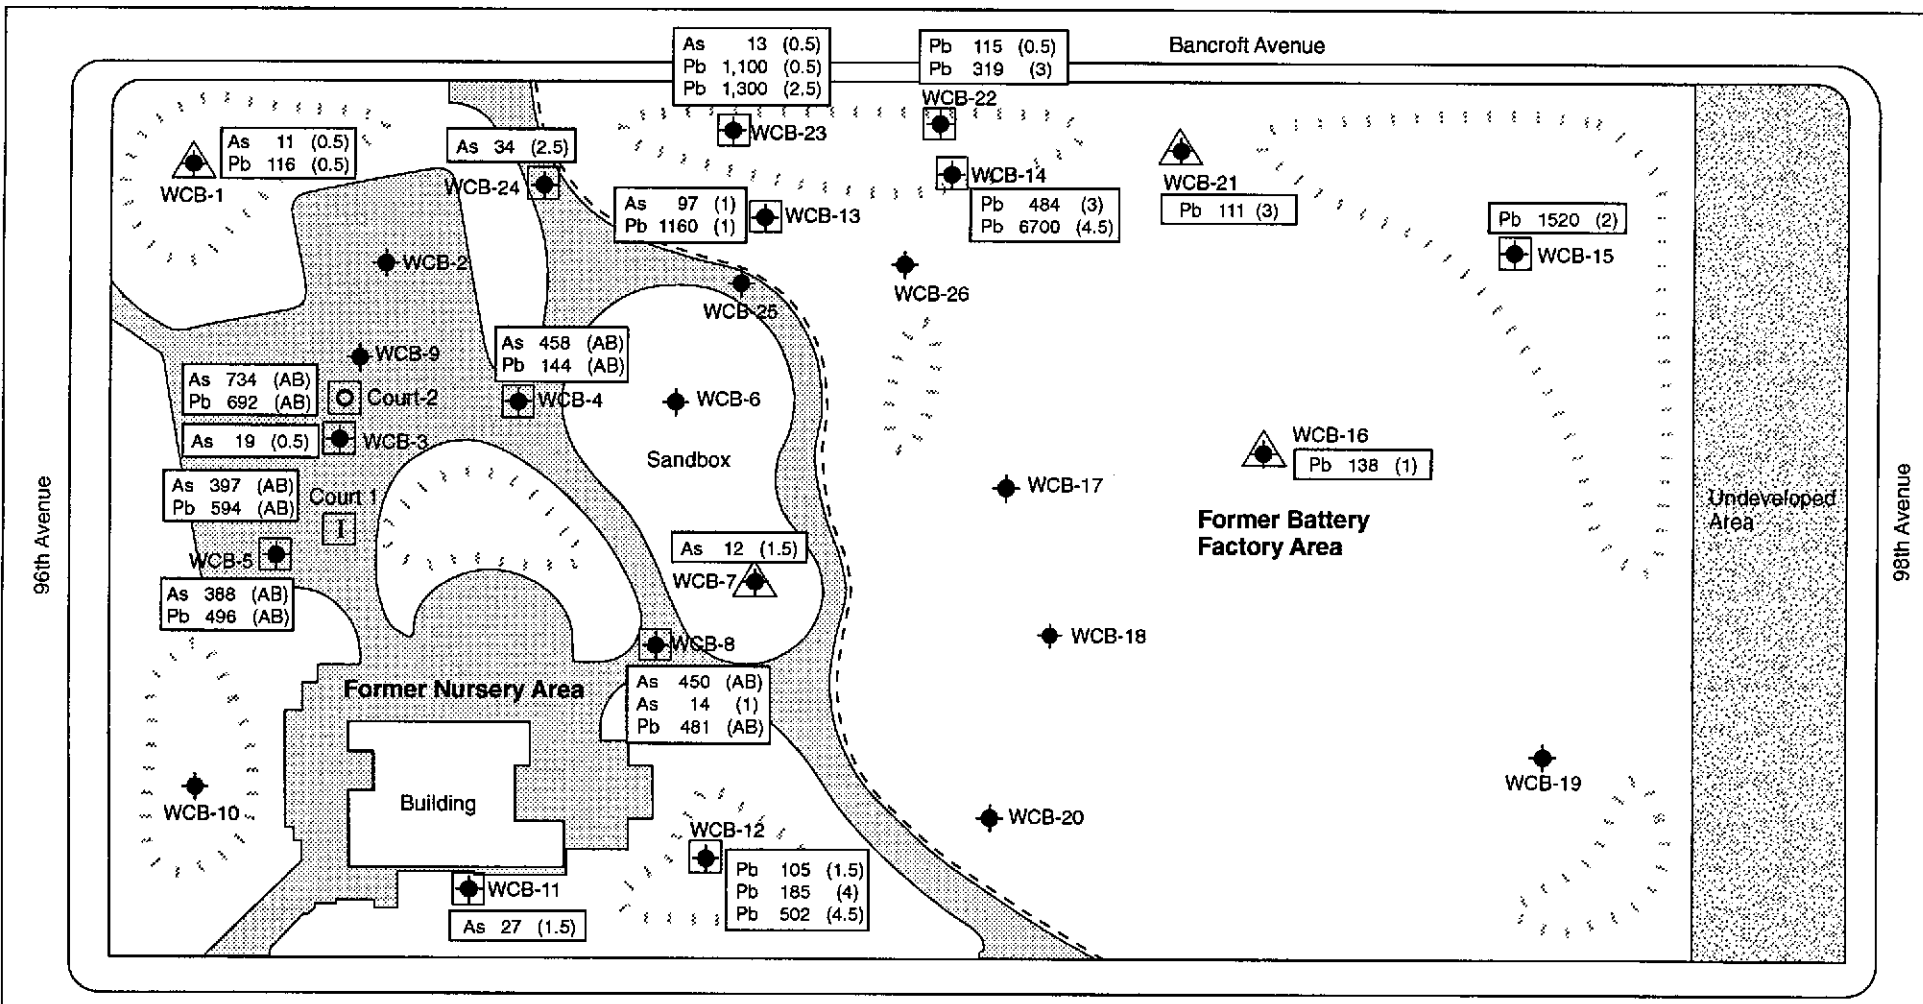 Bancroft Avenue
As 13 (0.5)
Pb 1,100 (0.5)
Pb 1,300 (2.5)
WCB-23
Pb 115 (0.5)
Pb 319 (3)
WCB-22
As 11 (0.5)
Pb 116 (0.5)
WCB-1
As 34 (2.5)
WCB-24
As 97 (1)
Pb 1160 (1)
WCB-13
WCB-14
Pb 484 (3)
Pb 6700 (4.5)
WCB-21
Pb 111 (3)
Pb 1520 (2)
WCB-15
WCB-2
WCB-25
WCB-26
As 458 (AB)
Pb 144 (AB)
WCB-4
WCB-9
As 734 (AB)
Pb 692 (AB)
Court-2
As 19 (0.5)
WCB-3
WCB-6
Sandbox
WCB-16
Pb 138 (1)
As 397 (AB)
Pb 594 (AB)
Court 1
I
WCB-17
Former Battery
Factory Area
Undeveloped
Area
96th Avenue
98th Avenue
WCB-5
As 388 (AB)
Pb 496 (AB)
As 12 (1.5)
WCB-7
WCB-8
As 450 (AB)
As 14 (1)
Pb 481 (AB)
WCB-18
Former Nursery Area
WCB-10
Building
WCB-19
WCB-20
WCB-12
Pb 105 (1.5)
Pb 185 (4)
Pb 502 (4.5)
WCB-11
As 27 (1.5)